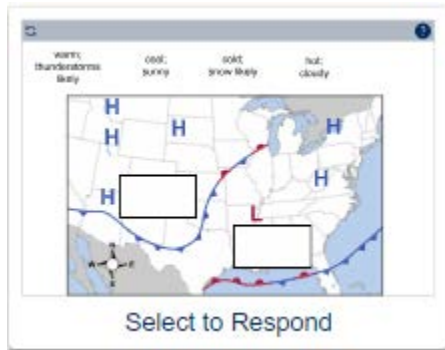 ?
warm;
thunderstorms
likely
cool;
sunny
cold;
snow likely
hot;
cloudy
H
H
H
H
H
H
L
N
W
E
S
Select to Respond